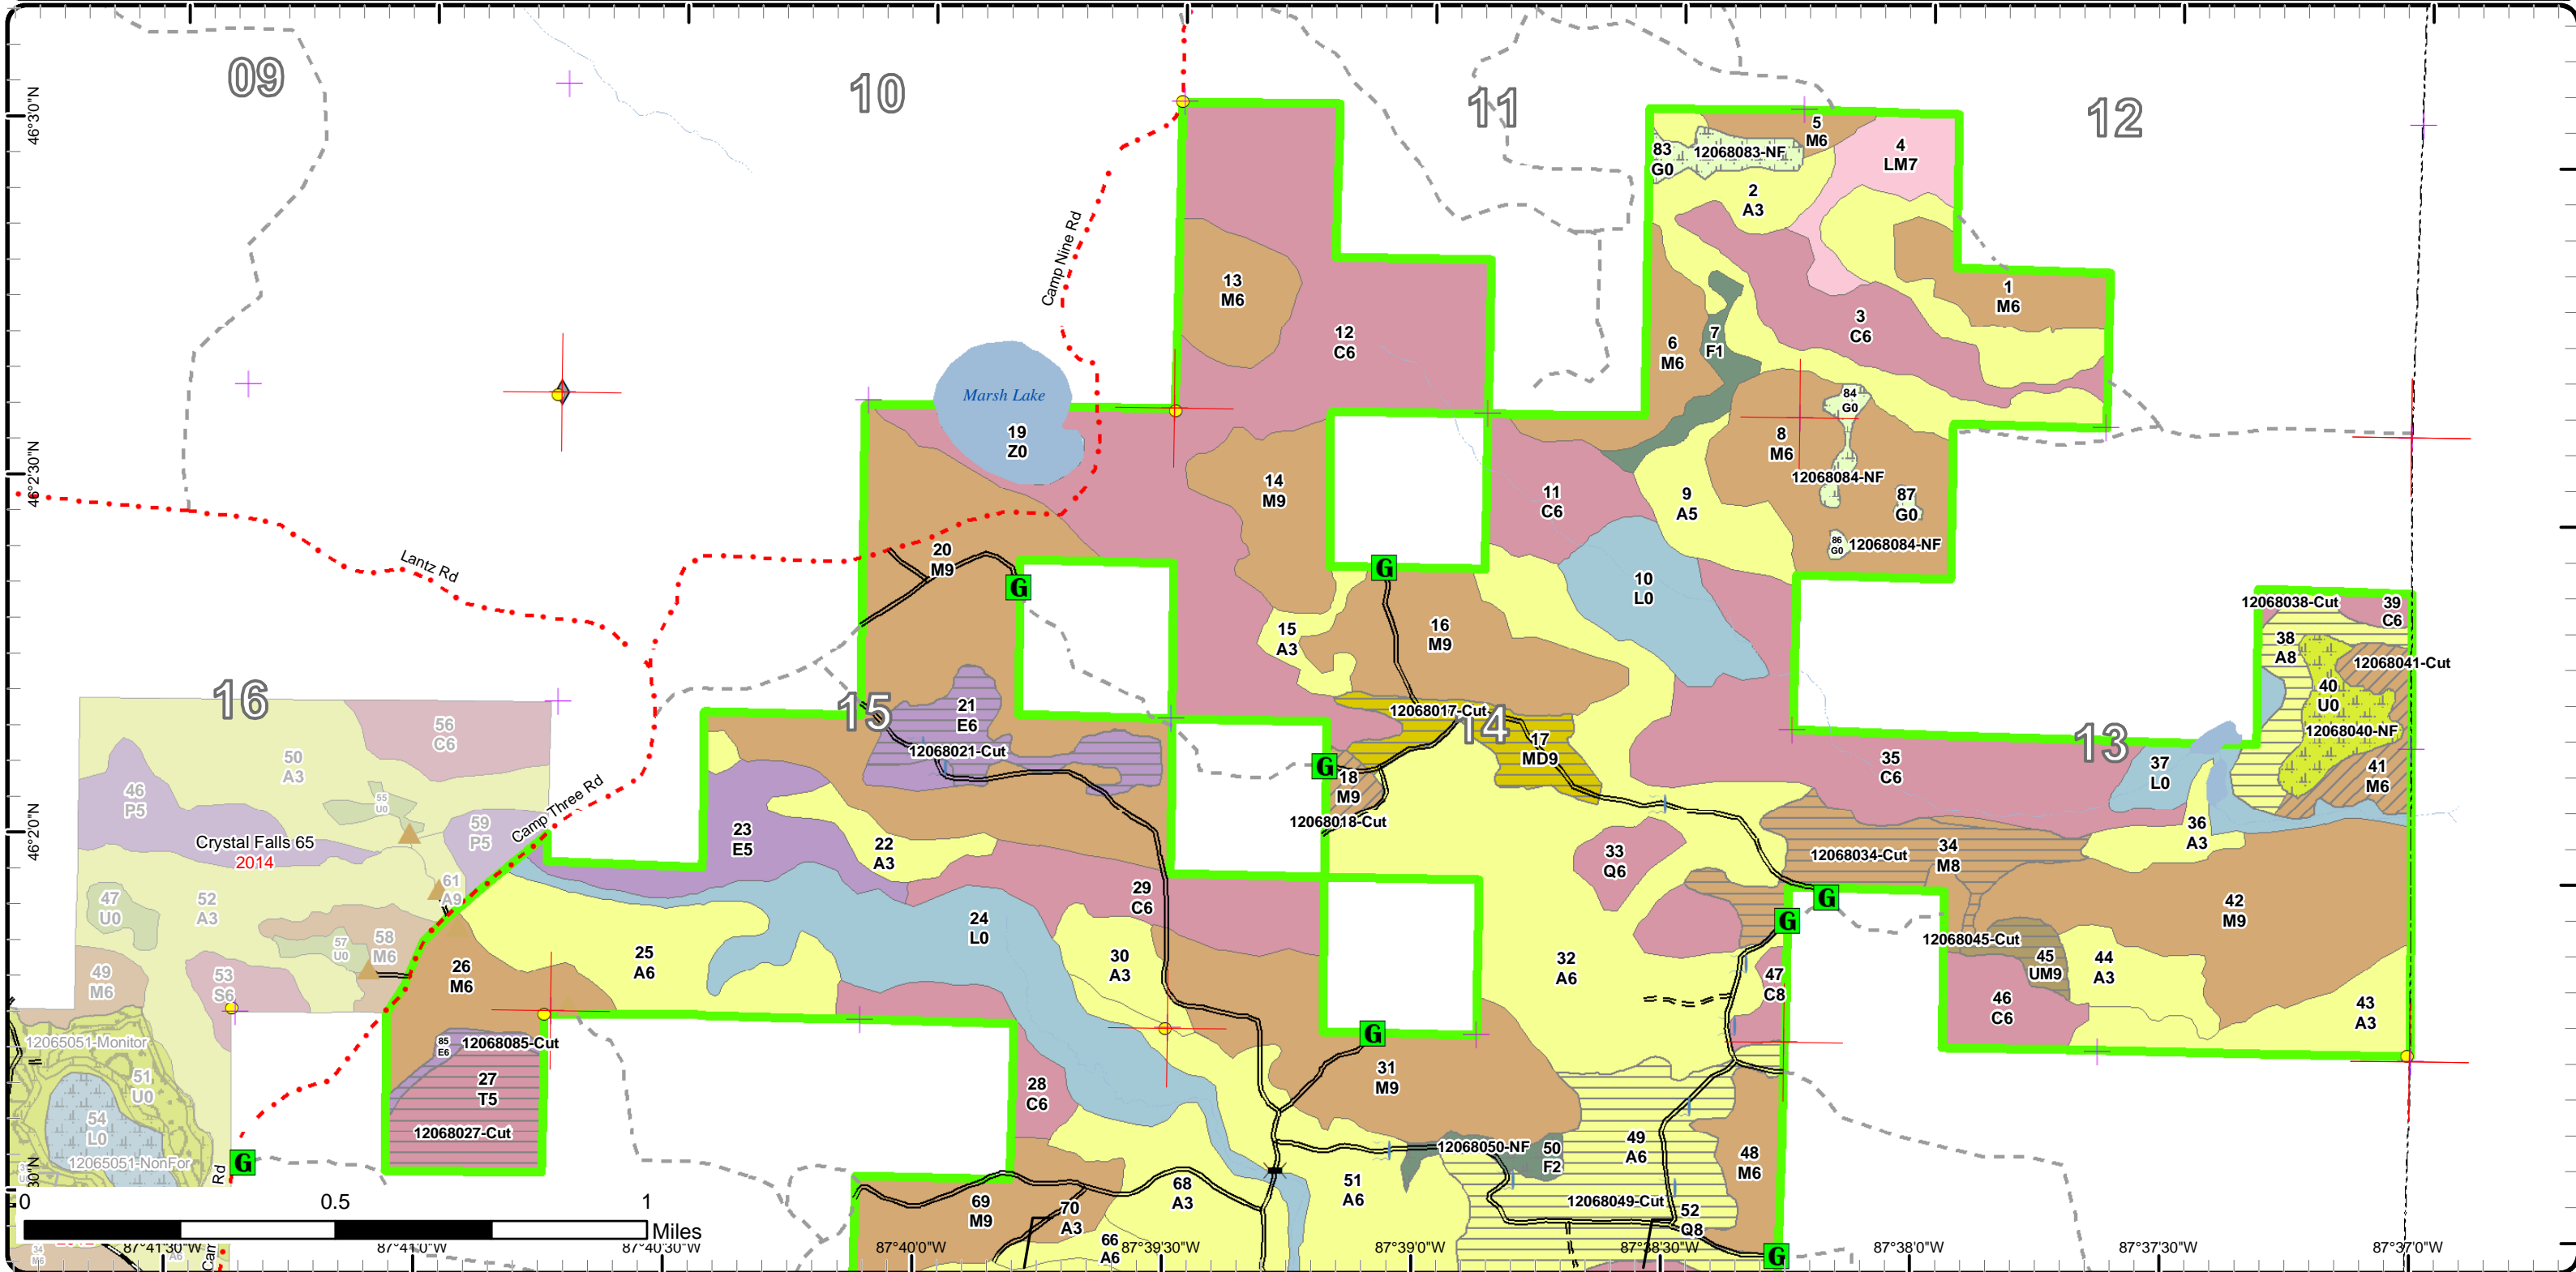 09
10
11
12
46°3'0"N
5
M6
83
G0
12068083-NF
4
LM7
2
A3
Camp Nine Rd
13
M6
1
M6
12
C6
3
C6
6
M6
7
F1
Marsh Lake
19
Z0
84
G0
8
M6
46°2'30"N
14
M9
11
C6
9
A5
12068084-NF
87
G0
86
G0
12068084-NF
Lantz Rd
20
M9
G
G
10
L0
12068038-Cut
39
C6
15
A3
16
M9
38
A8
12068041-Cut
16
15
14
13
21
E6
12068017-Cut
40
U0
12068040-NF
56
C6
12068021-Cut
17
MD9
50
A3
G
18
M9
35
C6
37
L0
41
M6
46
P5
55
U0
59
P5
Camp Three Rd
12068018-Cut
46°2'0"N
Crystal Falls 65
2014
23
E5
22
A3
33
Q6
12068034-Cut
34
M8
36
A3
61
A9
29
C6
G
G
47
U0
52
A3
24
L0
42
M9
57
U0
58
M6
12068045-Cut
49
M6
53
S6
26
M6
25
A6
30
A3
32
A6
47
C8
45
UM9
44
A3
46
C6
43
A3
12065051-Monitor
85
E6
12068085-Cut
G
51
U0
27
T5
28
C6
31
M9
54
L0
12068027-Cut
12068050-NF
50
F2
49
A6
48
M6
12065051-NonFor
G
Rd
51
A6
68
A3
69
M9
70
A3
12068049-Cut
52
Q8
66
A6
G
0
0.5
1
Miles
30"N
34
M6
A6
87°41'30"W
87°41'0"W
87°40'30"W
87°40'0"W
87°39'30"W
87°39'0"W
87°38'30"W
87°38'0"W
87°37'30"W
87°37'0"W